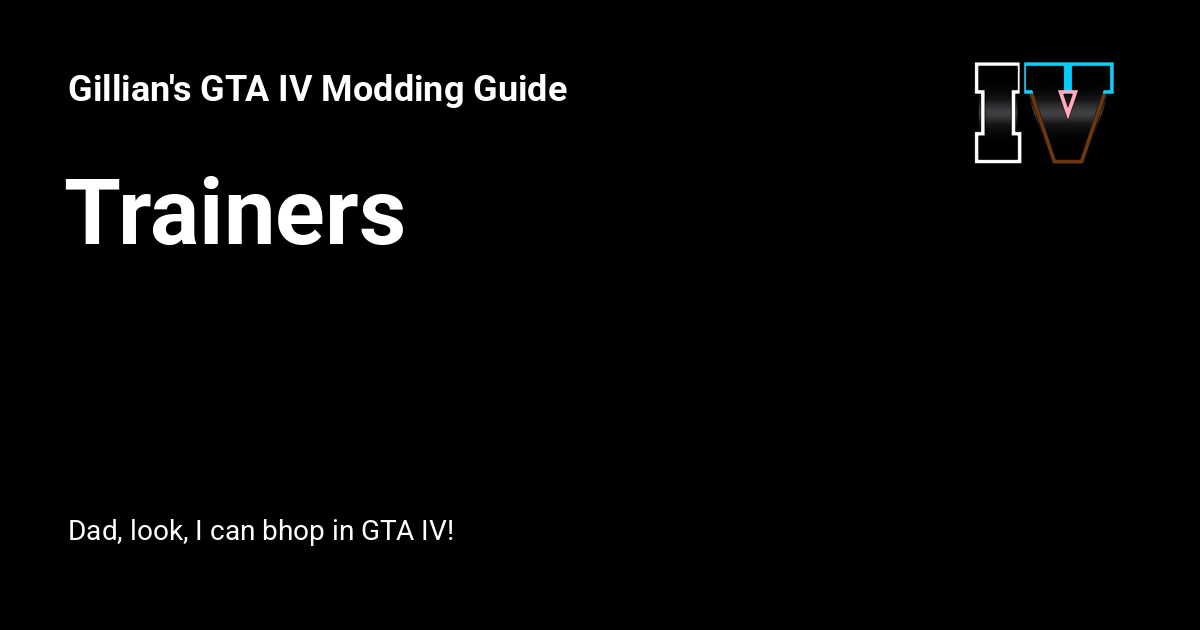 Gillian's GTA IV Modding Guide
IV
Trainers
Dad, look, I can bhop in GTA IV!